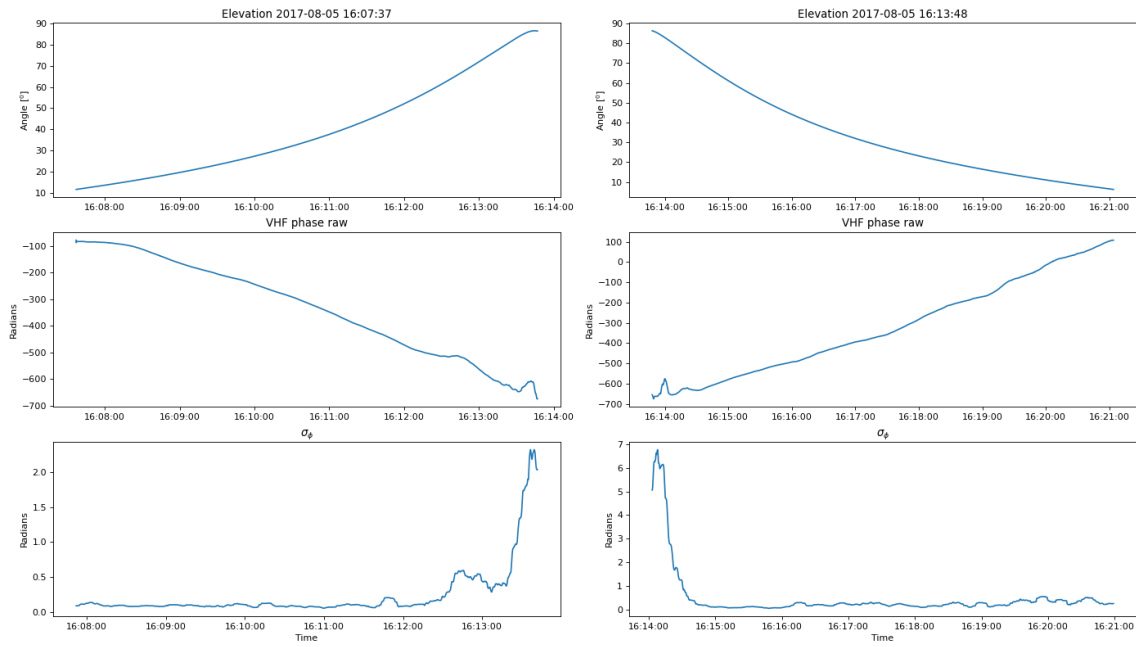 Elevation 2017-08-05 16:07:37
Angle [⁰]
90
80
70
60
50
40
30
20
10
16:08:00 16:09:00 16:10:00 16:11:00 16:12:00 16:13:00 16:14:00
VHF phase raw
Radians
−100
−200
−300
−400
−500
−600
−700
16:08:00 16:09:00 16:10:00 16:11:00 16:12:00 16:13:00 16:14:00
σϕ
Radians
2.0
1.5
1.0
0.5
0.0
16:08:00 16:09:00 16:10:00 16:11:00 16:12:00 16:13:00
Time
Elevation 2017-08-05 16:13:48
Angle [⁰]
90
80
70
60
50
40
30
20
10
16:14:00 16:15:00 16:16:00 16:17:00 16:18:00 16:19:00 16:20:00 16:21:00
VHF phase raw
Radians
100
0
−100
−200
−300
−400
−500
−600
−700
16:14:00 16:15:00 16:16:00 16:17:00 16:18:00 16:19:00 16:20:00 16:21:00
σϕ
Radians
7
6
5
4
3
2
1
0
16:14:00 16:15:00 16:16:00 16:17:00 16:18:00 16:19:00 16:20:00 16:21:00
Time